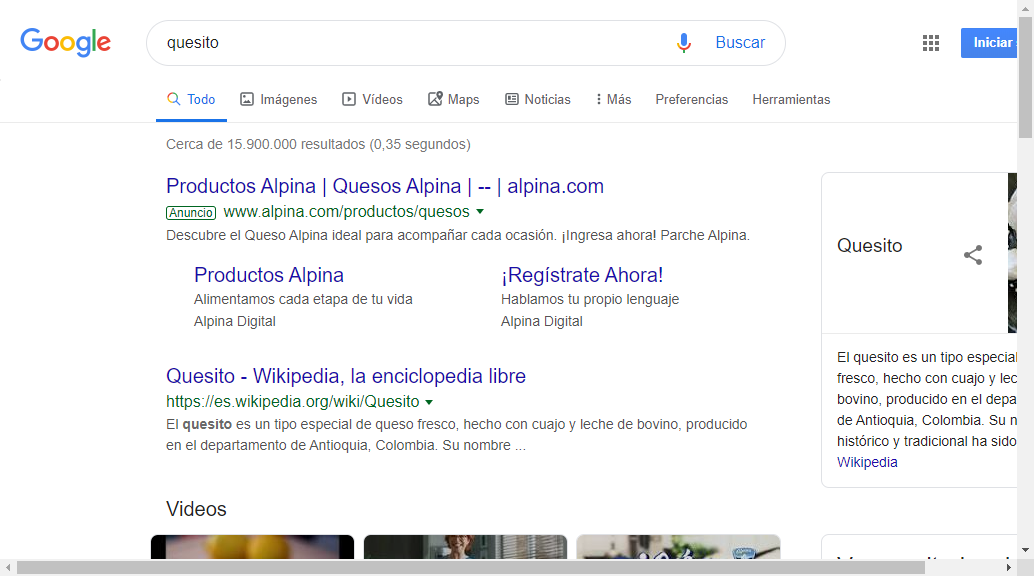 Google
quesito
Buscar
Iniciar
Todo Imágenes Vídeos Maps Noticias Más Preferencias Herramientas
Cerca de 15.900.000 resultados (0,35 segundos)
Productos Alpina | Quesos Alpina | -- | alpina.com
Anuncio www.alpina.com/productos/quesos
Descubre el Queso Alpina ideal para acompañar cada ocasión. ¡Ingresa ahora! Parche Alpina.
Productos Alpina
Alimentamos cada etapa de tu vida
Alpina Digital
¡Regístrate Ahora!
Hablamos tu propio lenguaje
Alpina Digital
Quesito - Wikipedia, la enciclopedia libre
https://es.wikipedia.org/wiki/Quesito
El quesito es un tipo especial de queso fresco, hecho con cuajo y leche de bovino, producido
en el departamento de Antioquia, Colombia. Su nombre ...
Videos
Quesito
El quesito es un tipo especial
fresco, hecho con cuajo y lec
bovino, producido en el depa
de Antioquia, Colombia. Su n
histórico y tradicional ha sido
Wikipedia